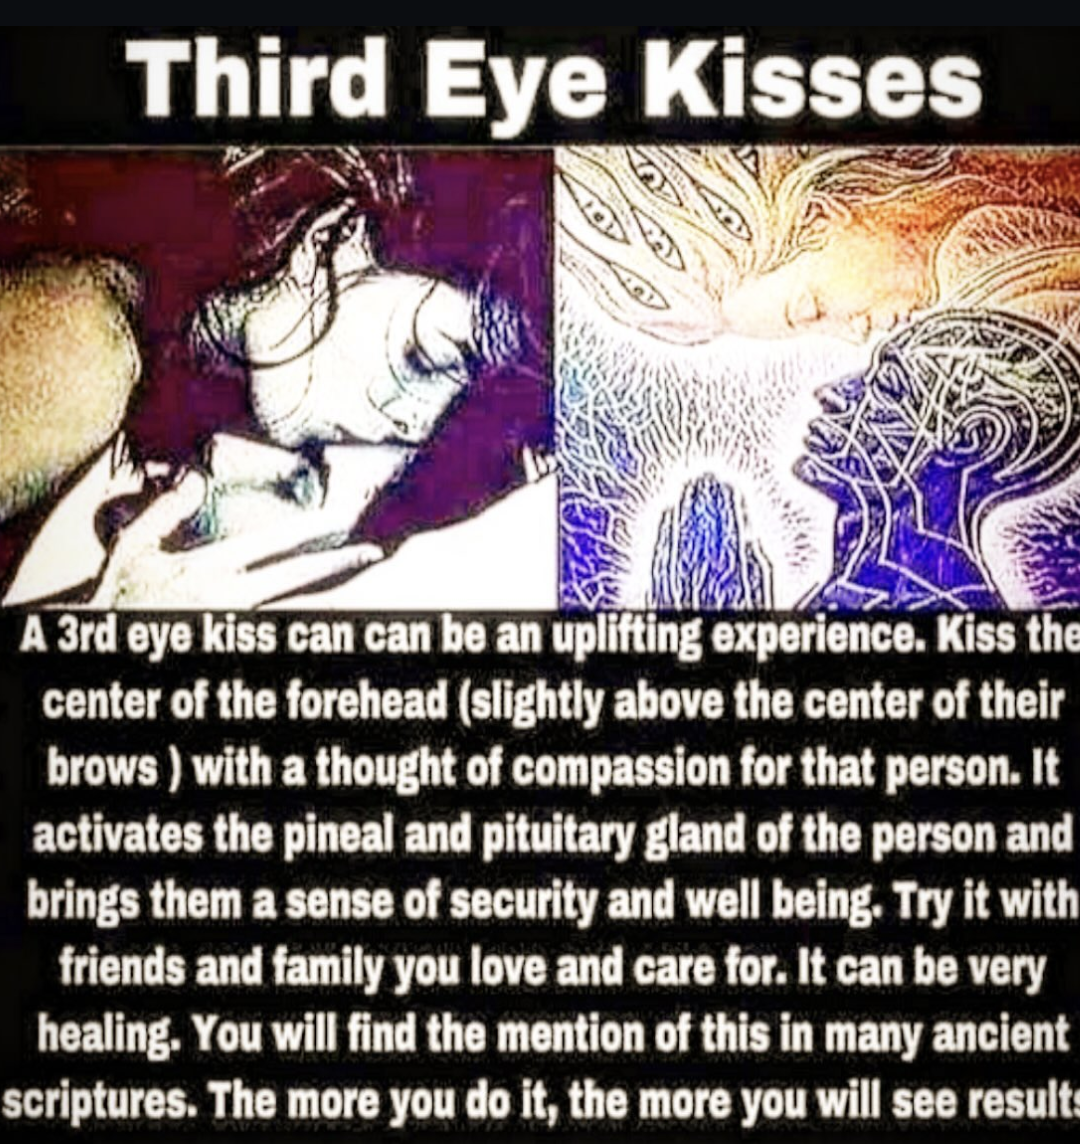 Third Eye Kisses
A 3rd eye kiss can can be an uplifting experience. Kiss the
center of the forehead (slightly above the center of their
brows ) with a thought of compassion for that person. It
activates the pineal and pituitary gland of the person and
brings them a sense of security and well being. Try it with
friends and family you love and care for. It can be very
healing. You will find the mention of this in many ancient
scriptures. The more you do it, the more you will see results